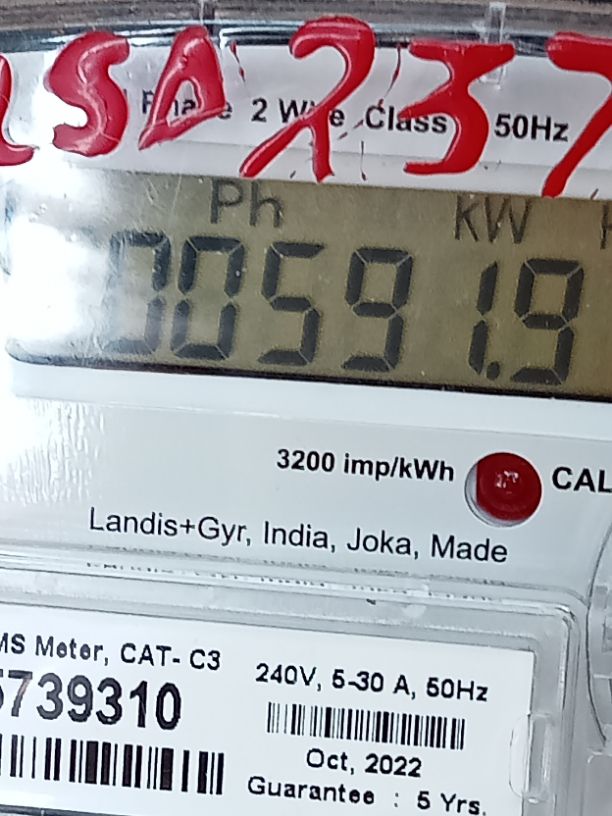 LSD237
Phase 2 Wire Class 50Hz
Ph kW
00591.9
3200 imp/kWh CAL
Landis+Gyr, India, Joka, Made
MS Meter, CAT- C3
240V, 5-30 A, 50Hz
5739310
Oct, 2022
Guarantee : 5 Yrs.